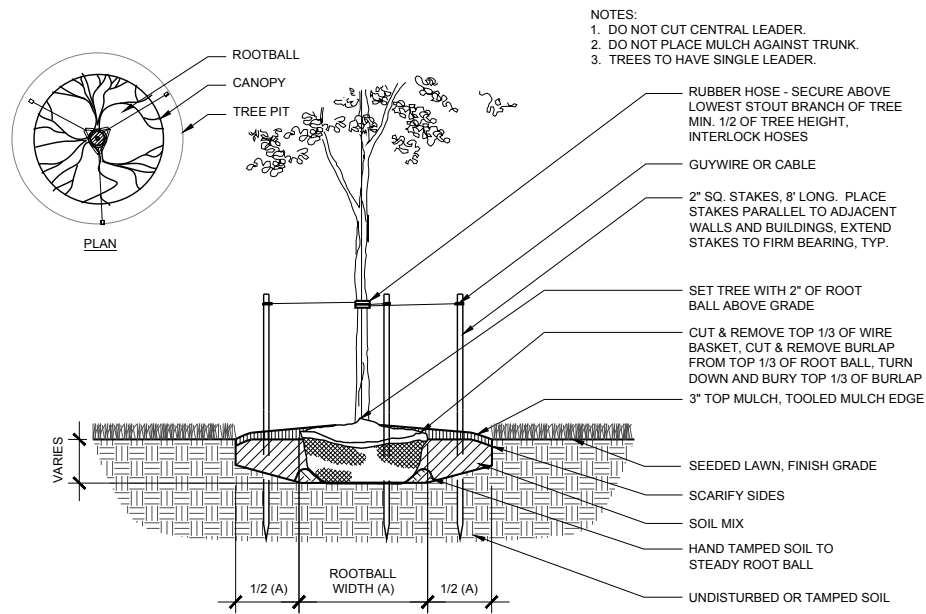 ROOTBALL
CANOPY
TREE PIT
PLAN
NOTES:
1. DO NOT CUT CENTRAL LEADER.
2. DO NOT PLACE MULCH AGAINST TRUNK.
3. TREES TO HAVE SINGLE LEADER.
RUBBER HOSE - SECURE ABOVE
LOWEST STOUT BRANCH OF TREE
MIN. 1/2 OF TREE HEIGHT,
INTERLOCK HOSES
GUYWIRE OR CABLE
2" SQ. STAKES, 8' LONG. PLACE
STAKES PARALLEL TO ADJACENT
WALLS AND BUILDINGS, EXTEND
STAKES TO FIRM BEARING, TYP.
SET TREE WITH 2" OF ROOT
BALL ABOVE GRADE
CUT & REMOVE TOP 1/3 OF WIRE
BASKET, CUT & REMOVE BURLAP
FROM TOP 1/3 OF ROOT BALL, TURN
DOWN AND BURY TOP 1/3 OF BURLAP
3" TOP MULCH, TOOLED MULCH EDGE
SEEDED LAWN, FINISH GRADE
SCARIFY SIDES
SOIL MIX
HAND TAMPED SOIL TO
STEADY ROOT BALL
UNDISTURBED OR TAMPED SOIL
VARIES
1/2 (A)
ROOTBALL
WIDTH (A)
1/2 (A)